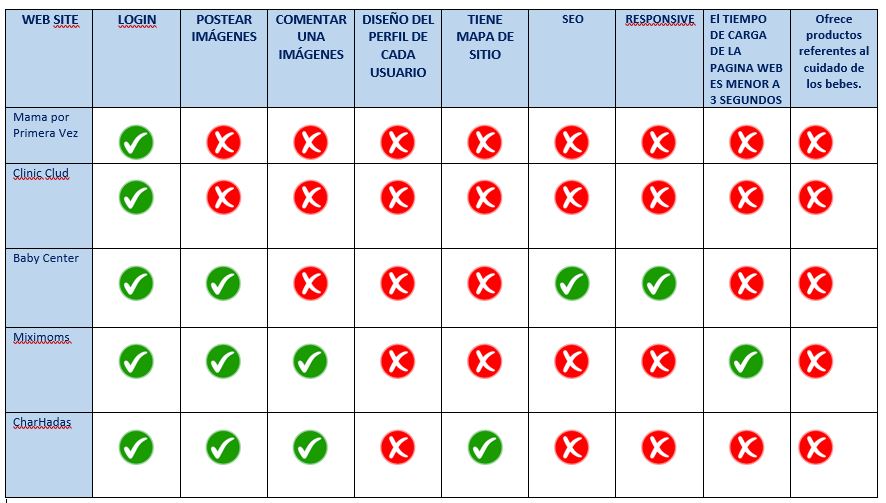 WEB SITE
LOGIN
POSTEAR
IMÁGENES
COMENTAR
UNA
IMÁGENES
DISEÑO DEL
PERFIL DE
CADA
USUARIO
TIENE
MAPA DE
SITIO
SEO
RESPONSIVE
El TIEMPO
DE CARGA
DE LA
PAGINA WEB
ES MENOR A
3 SEGUNDOS
Ofrece
productos
referentes al
cuidado de
los bebes.
Mama por
Primera Vez
Clinic Clud
Baby Center
Miximoms
CharHadas